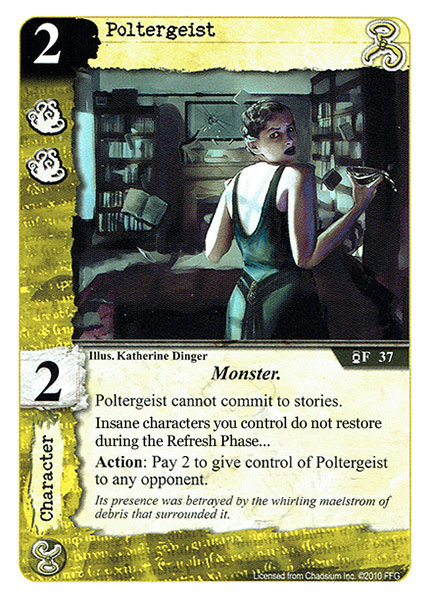 2
Poltergeist
Illus. Katherine Dinger
F 37
2
Monster.
Poltergeist cannot commit to stories.
Insane characters you control do not restore
during the Refresh Phase...
Action: Pay 2 to give control of Poltergeist
to any opponent.
Its presence was betrayed by the whirling maelstrom of
debris that surrounded it.
Character
Licensed from Chaosium Inc. ©2010 FFG